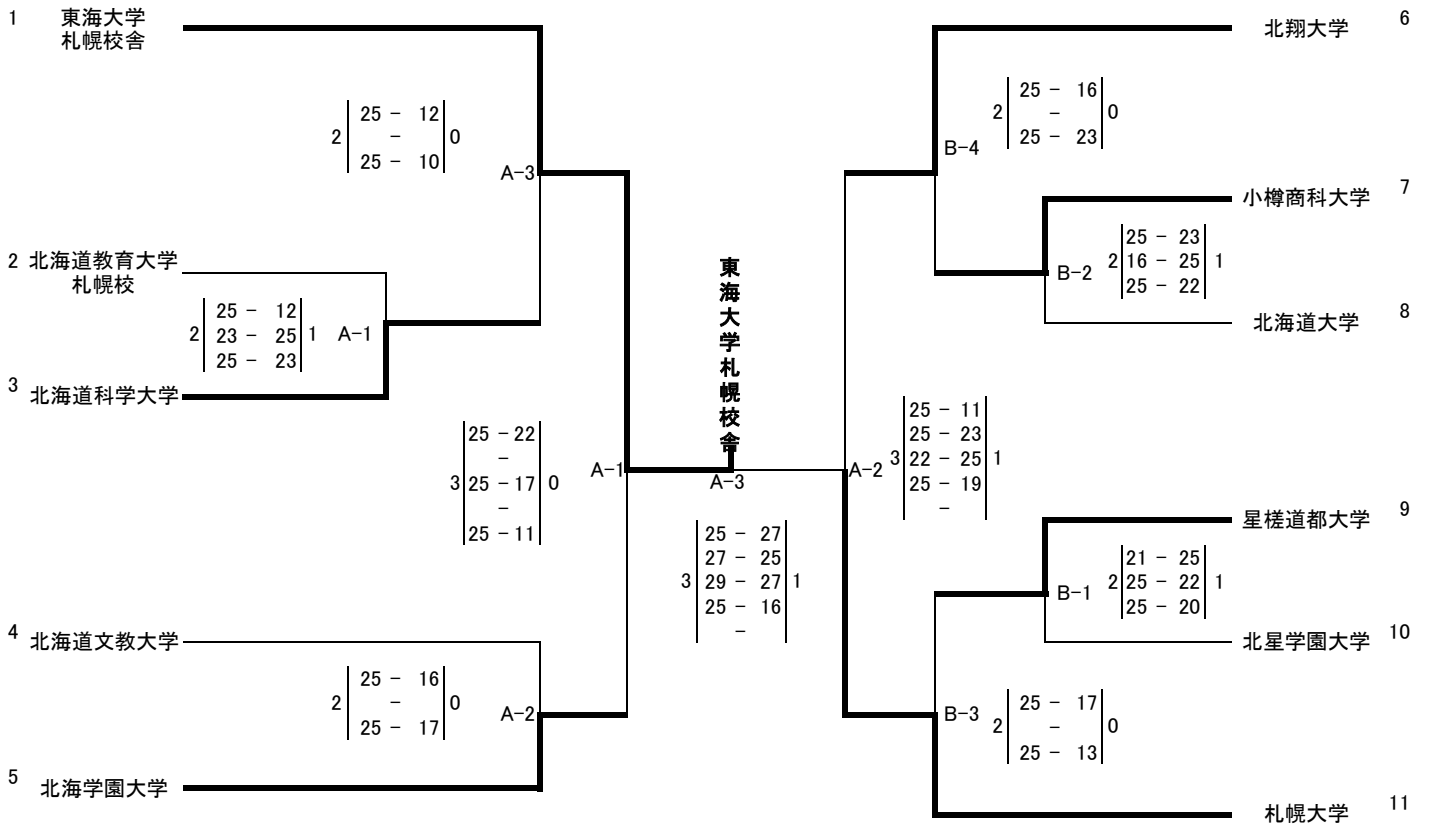 1 東海大学
札幌校舎
25 - 12
2 - 0
25 - 10
A-3
2 北海道教育大学
札幌校
25 - 12
2 23 - 25 1 A-1
25 - 23
3 北海道科学大学
25 - 22
-
3 25 - 17 0
-
25 - 11
A-1
4 北海道文教大学
25 - 16
2 - 0
25 - 17
A-2
5 北海学園大学
東海大学札幌校舎
A-3
25 - 27
27 - 25
3 29 - 27 1
25 - 16
-
北翔大学 6
25 - 16
2 - 0
25 - 23
B-4
小樽商科大学 7
25 - 23
B-2 2 16 - 25 1
25 - 22
北海道大学 8
25 - 11
25 - 23
A-2 3 22 - 25 1
25 - 19
-
星槎道都大学 9
21 - 25
B-1 2 25 - 22 1
25 - 20
北星学園大学 10
25 - 17
B-3 2 - 0
25 - 13
札幌大学 11